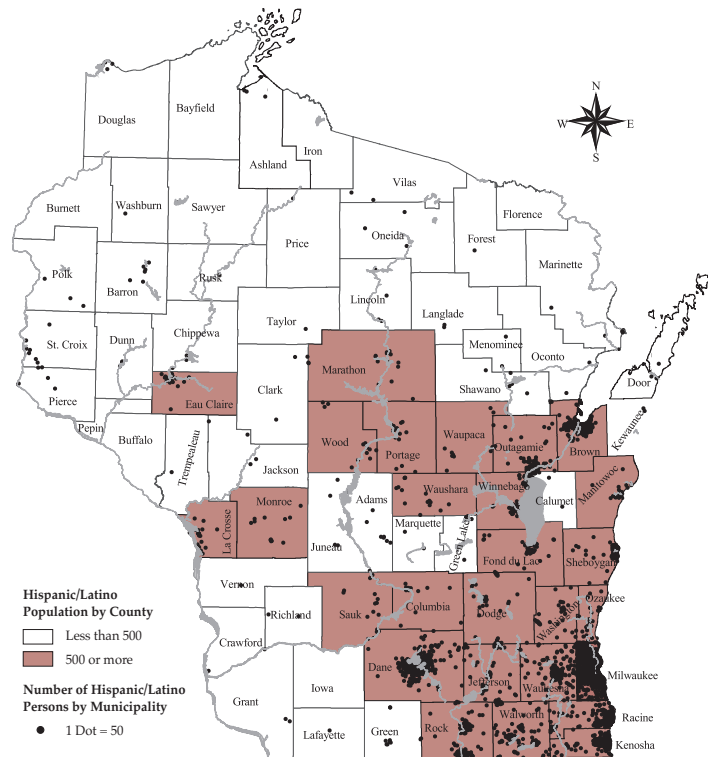 N
W
E
S
Douglas
Bayfield
Iron
Ashland
Vilas
Burnett
Washburn
Sawyer
Florence
Oneida
Forest
Price
Marinette
Polk
Rusk
Barron
Lincoln
Langlade
Taylor
Chippewa
Dunn
St. Croix
Menominee
Oconto
Marathon
Door
Clark
Shawano
Pierce
Eau Claire
Pepin
Kewaunee
Buffalo
Wood
Waupaca
Outagamie
Portage
Brown
Trempealeau
Jackson
Manitowoc
Winnebago
Waushara
Adams
Calumet
Monroe
Marquette
La Crosse
Green Lake
Juneau
Fond du Lac
Sheboygan
Vernon
Hispanic/Latino
Population by County
Less than 500
500 or more
Number of Hispanic/Latino
Persons by Municipality
1 Dot = 50
Richland
Sauk
Columbia
Dodge
Washington
Ozaukee
Crawford
Dane
Jefferson
Waukesha
Milwaukee
Iowa
Grant
Lafayette
Green
Rock
Walworth
Racine
Kenosha